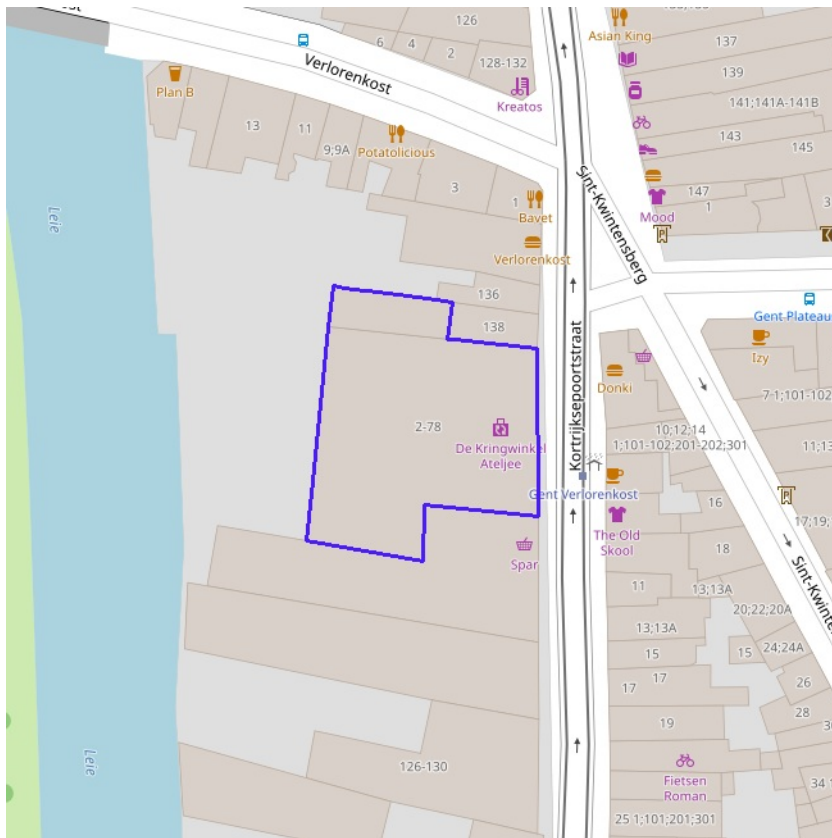 126
6
4
2
128-132
Verlorenkost
Kreatos
Asian King
137
139
141;141A-141B
143
145
147
1
Mood
Plan B
13
11
9;9A
Potatolicious
3
1
Bavet
Verlorenkost
Sint-Kwintensberg
Leie
136
138
Kortrijksepoortstraat
Gent Plateau
Izy
Donki
7-1;101-102
10;12;14
1;101-102;201-202;301
11;13
2-78
De Kringwinkel
Ateljee
Gent Verlorenkost
16
17;19;
The Old
Skool
Spar
18
Sint-Kwinten
11
13;13A
20;22;20A
13;13A
15
15
24;24A
17
17
26
28
19
Leie
126-130
Fietsen
Roman
34
25 1;101;201;301